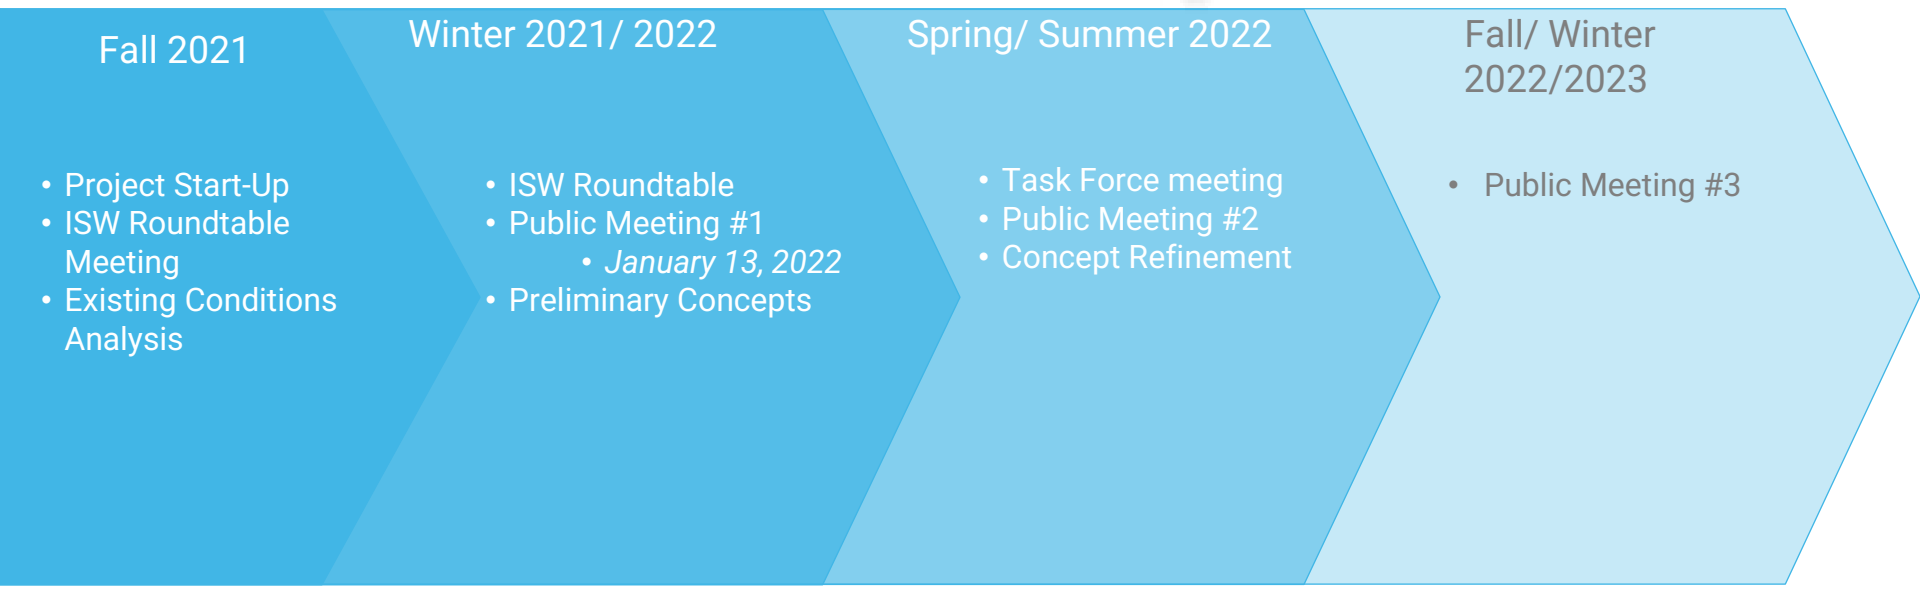 Fall 2021
• Project Start-Up
• ISW Roundtable
Meeting
• Existing Conditions
Analysis
Winter 2021/ 2022
• ISW Roundtable
• Public Meeting #1
• January 13, 2022
• Preliminary Concepts
Spring/ Summer 2022
• Task Force meeting
• Public Meeting #2
• Concept Refinement
Fall/ Winter
2022/2023
• Public Meeting #3